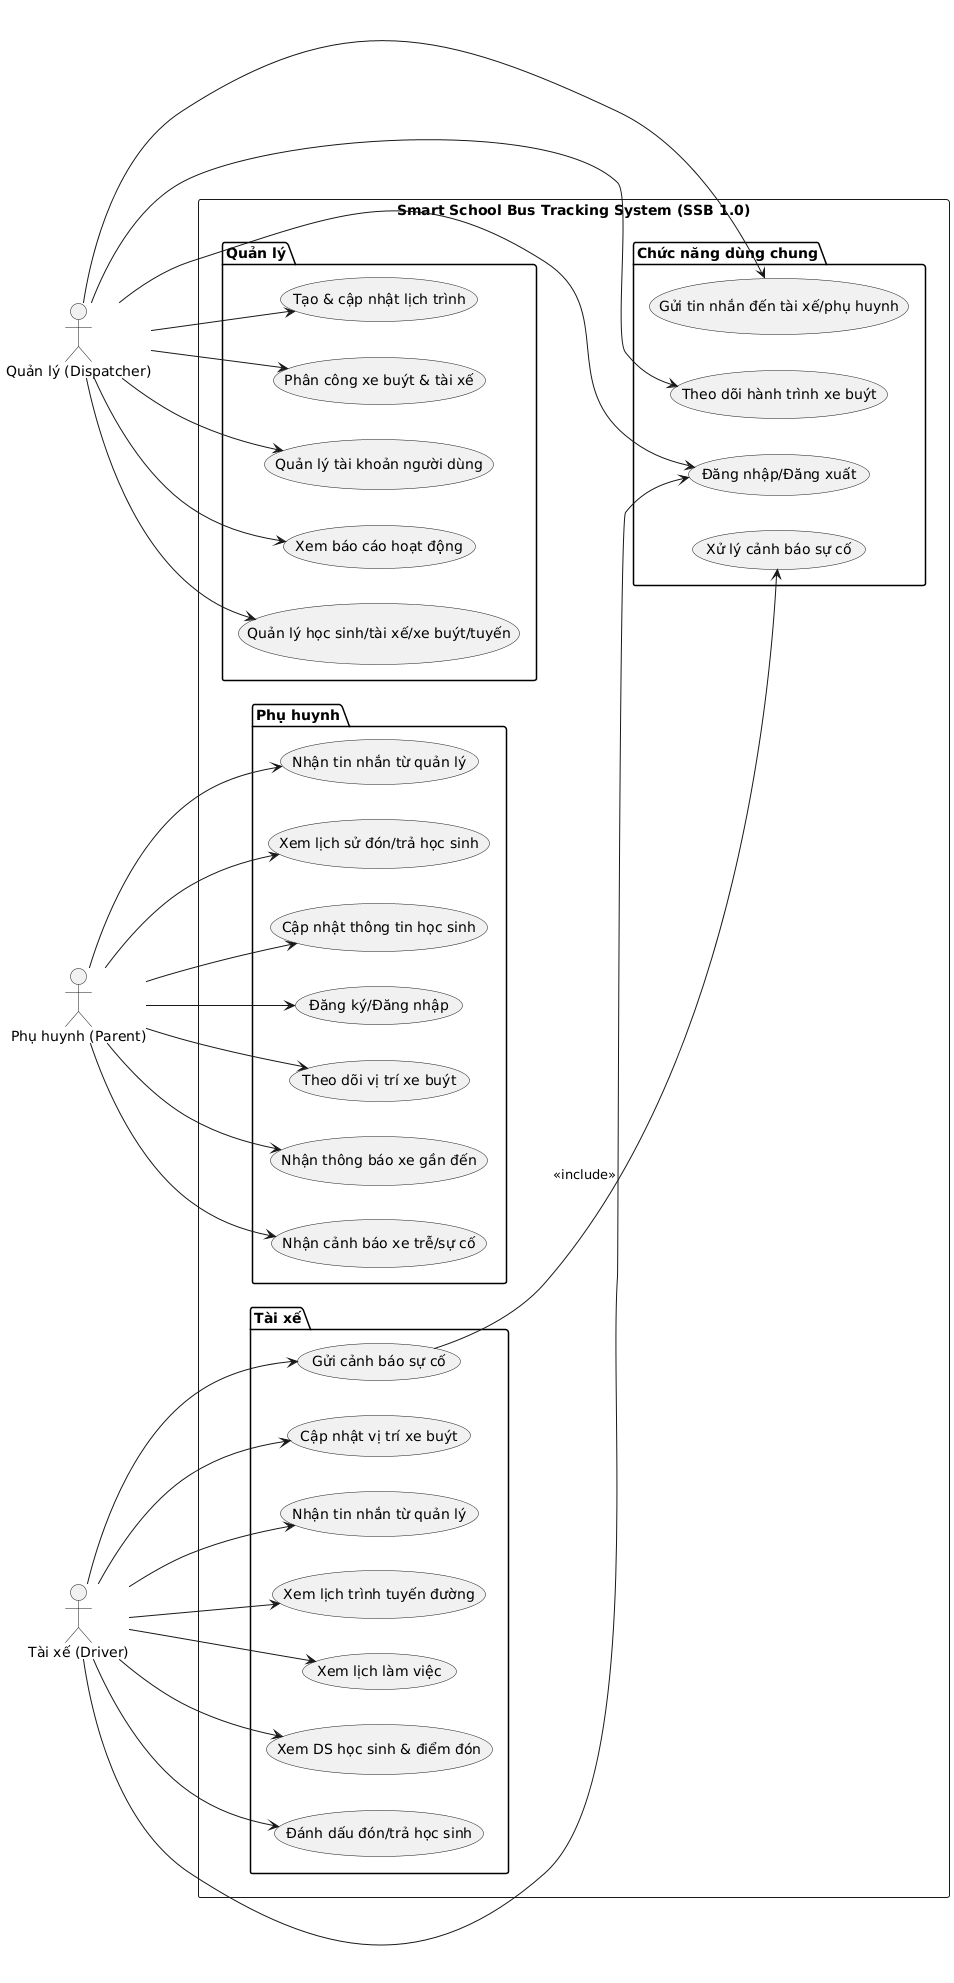 Smart School Bus Tracking System (SSB 1.0)
Quản lý
Chức năng dùng chung
Tạo & cập nhật lịch trình
Gửi tin nhắn đến tài xế/phụ huynh
Quản lý (Dispatcher)
Phân công xe buýt & tài xế
Theo dõi hành trình xe buýt
Quản lý tài khoản người dùng
Đăng nhập/Đăng xuất
Xem báo cáo hoạt động
Xử lý cảnh báo sự cố
Quản lý học sinh/tài xế/xe buýt/tuyến
Phụ huynh
Nhận tin nhắn từ quản lý
Xem lịch sử đón/trả học sinh
Cập nhật thông tin học sinh
Đăng ký/Đăng nhập
Phụ huynh (Parent)
Theo dõi vị trí xe buýt
Nhận thông báo xe gần đến
«include»
Nhận cảnh báo xe trễ/sự cố
Tài xế
Gửi cảnh báo sự cố
Cập nhật vị trí xe buýt
Nhận tin nhắn từ quản lý
Xem lịch trình tuyến đường
Tài xế (Driver)
Xem lịch làm việc
Xem DS học sinh & điểm đón
Đánh dấu đón/trả học sinh